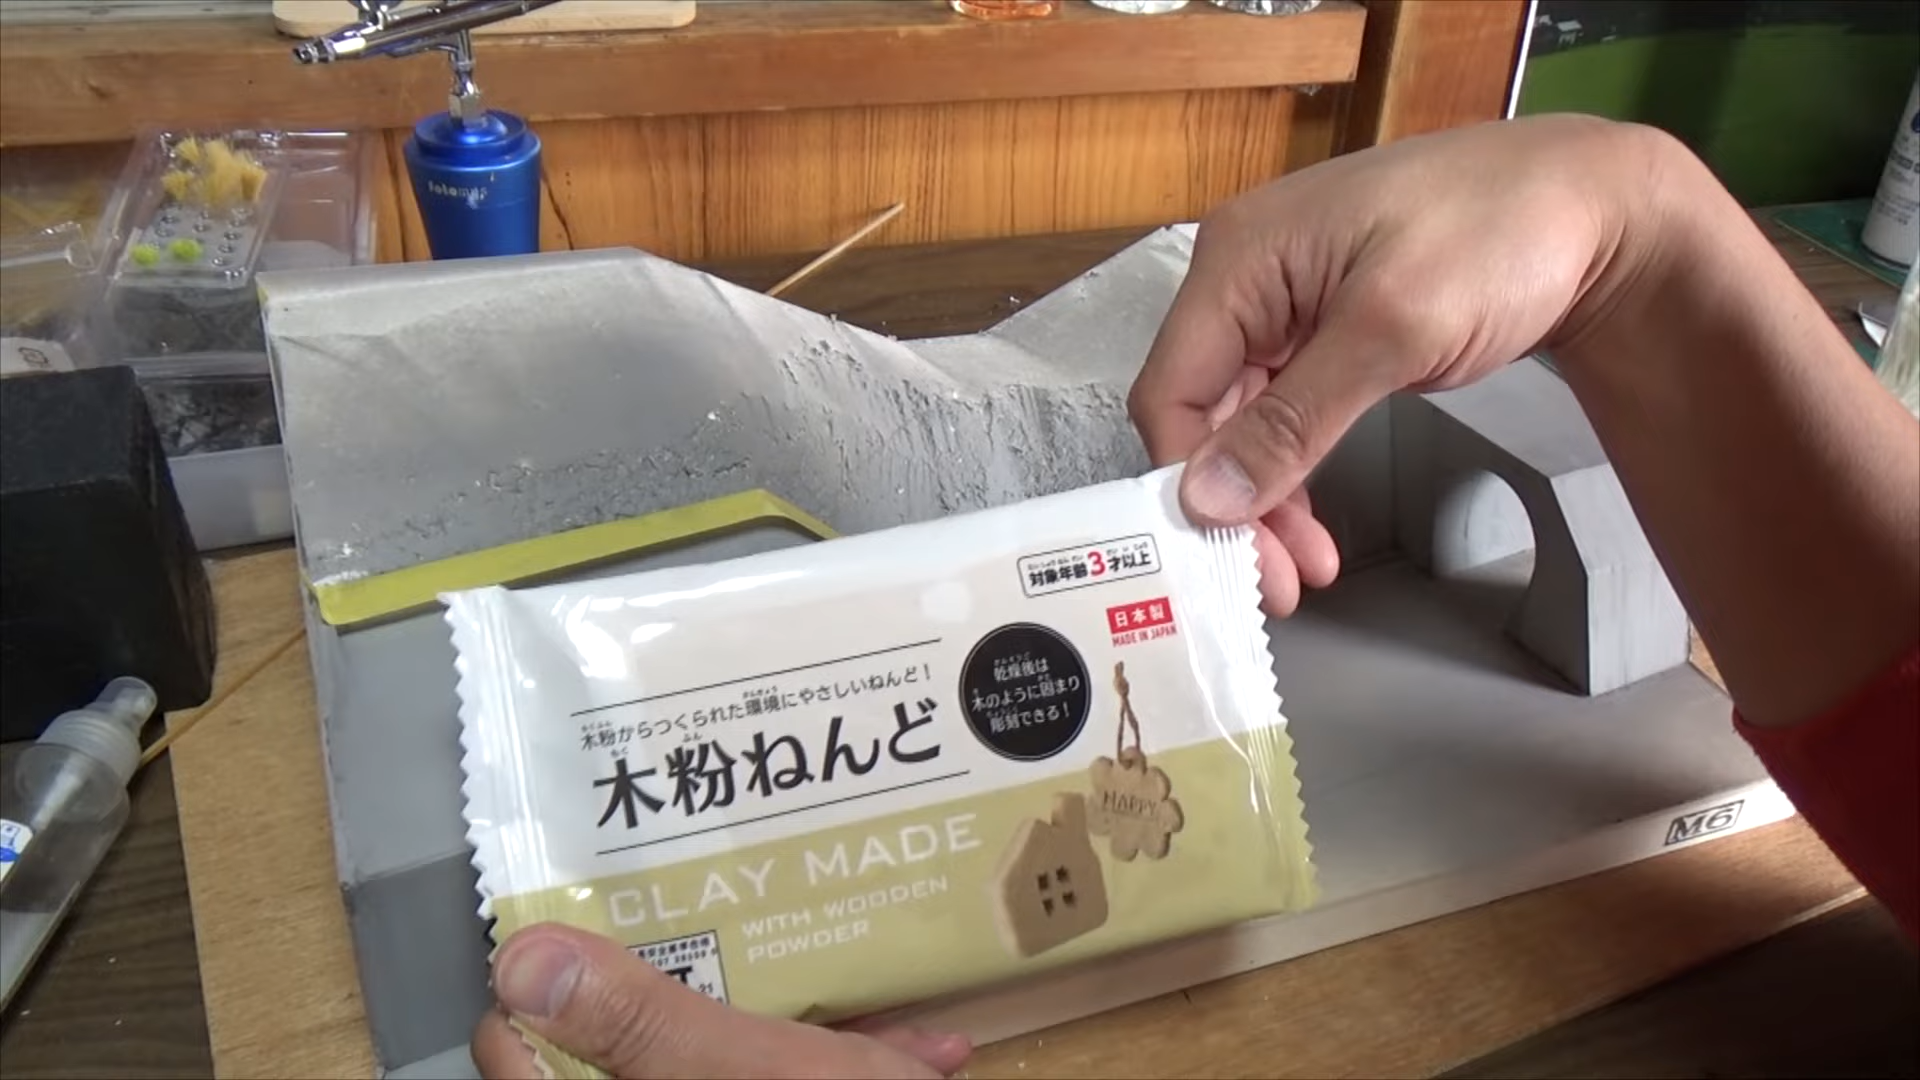 対象年齢3才以上
日本製
MADE IN JAPAN
乾燥後は
木のように固まり
彫刻できる！
木粉からつくられた環境にやさしいねんど！
木粉ねんど
CLAY MADE
WITH WOODEN
POWDER
HAPPY
M6